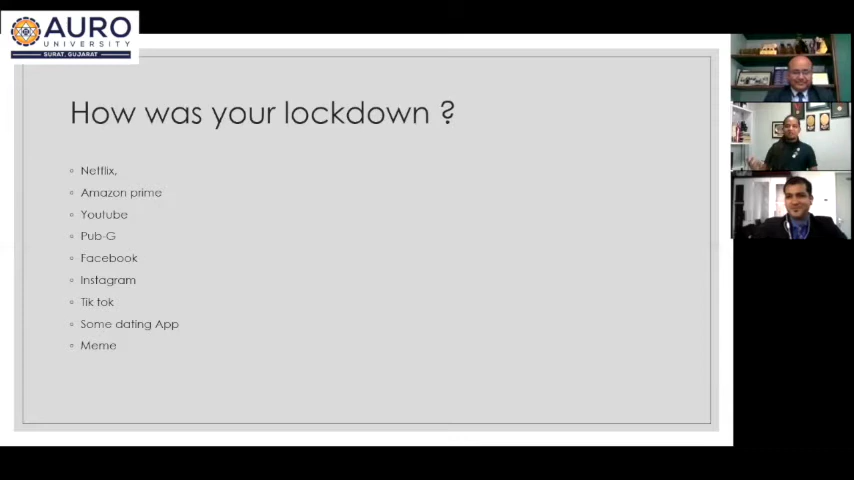 AURO
UNIVERSITY
SURAT, GUJARAT
How was your lockdown ?
Netflix,
Amazon prime
Youtube
Pub-G
Facebook
Instagram
Tik tok
Some dating App
Meme